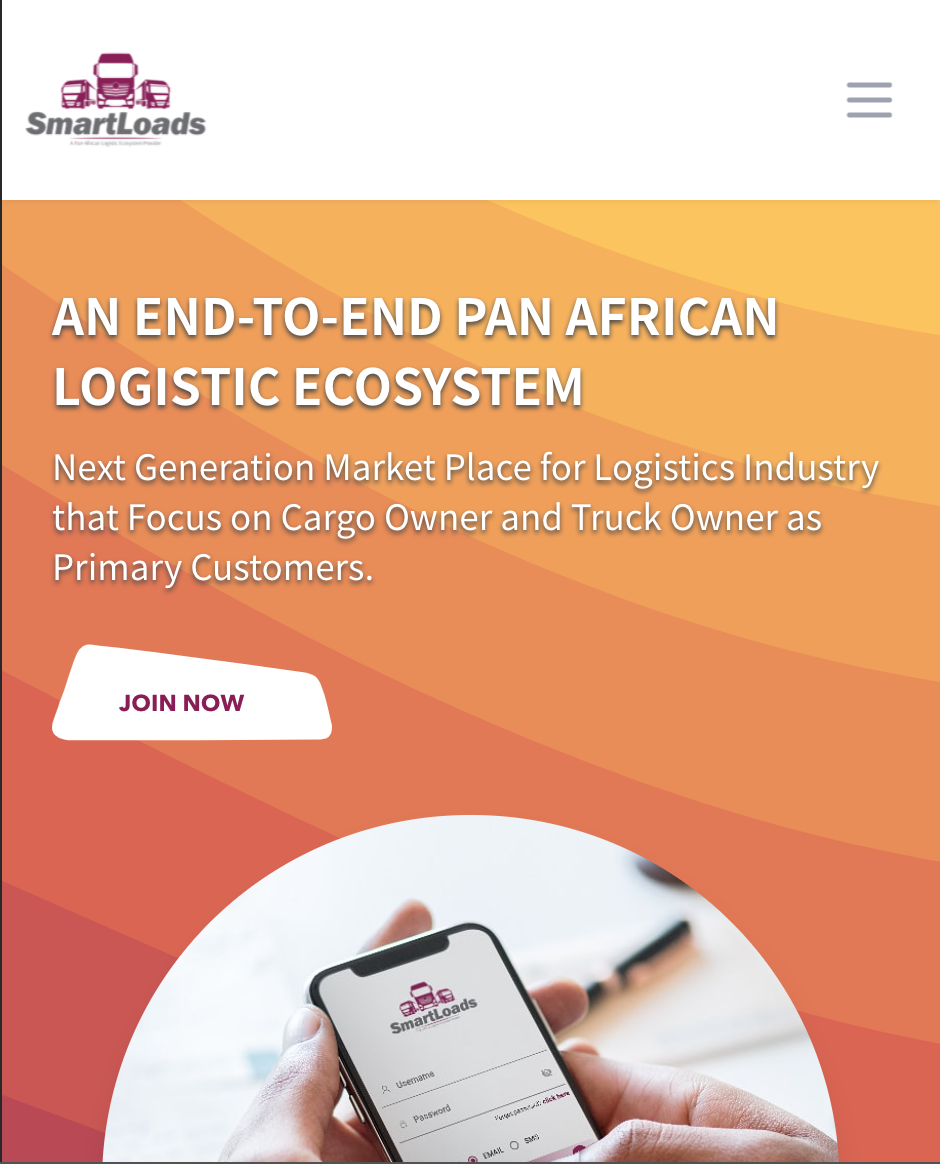 SmartLoads
A Pan-African Logistic Ecosystem Provider
AN END-TO-END PAN AFRICAN
LOGISTIC ECOSYSTEM
Next Generation Market Place for Logistics Industry
that Focus on Cargo Owner and Truck Owner as
Primary Customers.
JOIN NOW
SmartLoads
Username
Password
Forget password? click here
EMAIL
SMS